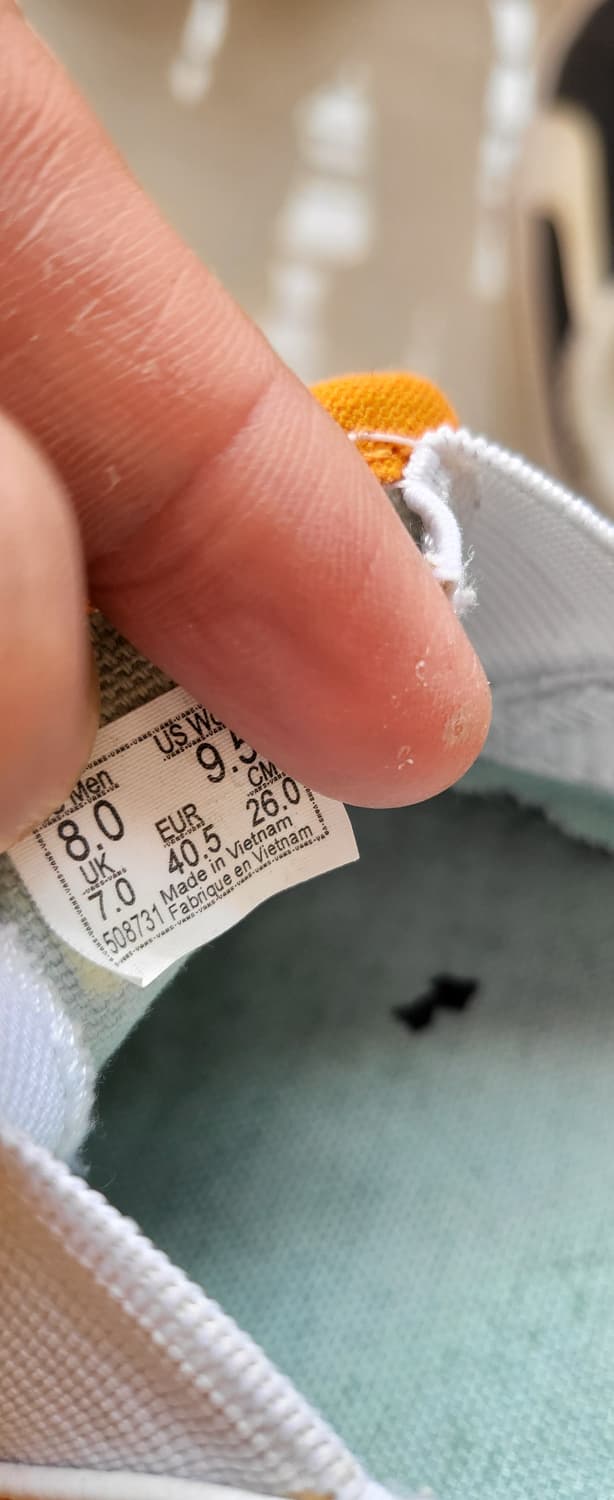 Men US Wo
8.0 9.5
UK EUR CM
7.0 40.5 26.0
508731 Made in Vietnam
Fabriqué en Vietnam